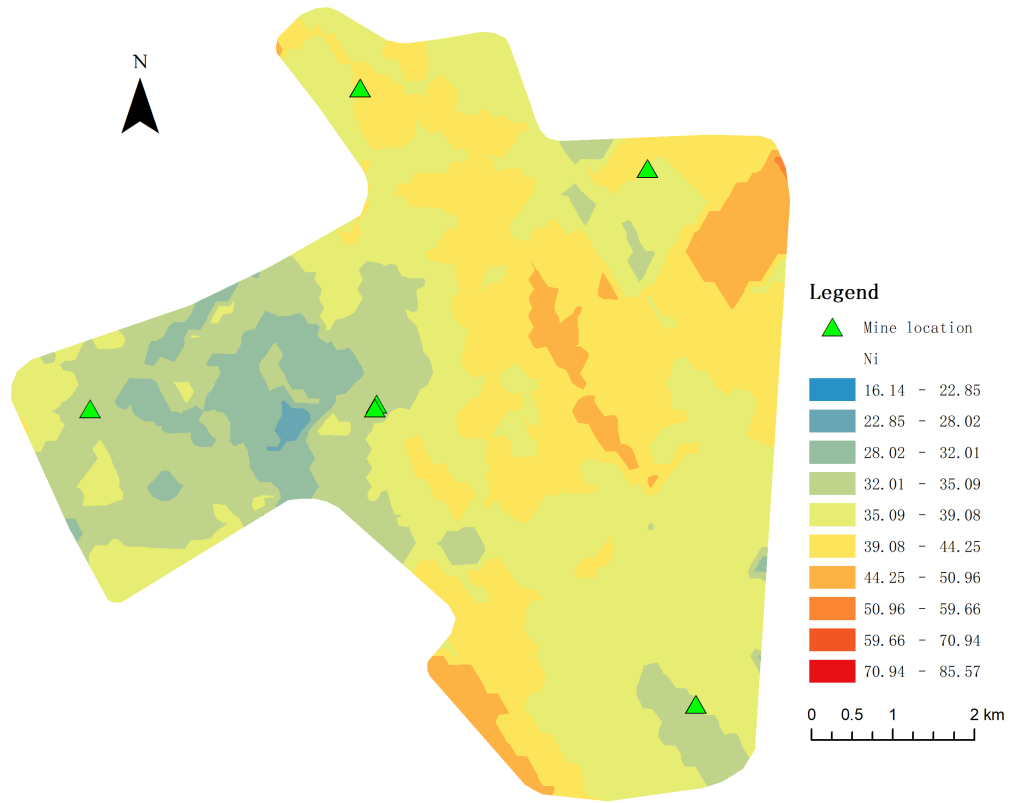 N
Legend
Mine location
Ni
16.14 - 22.85
22.85 - 28.02
28.02 - 32.01
32.01 - 35.09
35.09 - 39.08
39.08 - 44.25
44.25 - 50.96
50.96 - 59.66
59.66 - 70.94
70.94 - 85.57
0 0.5 1 2 km